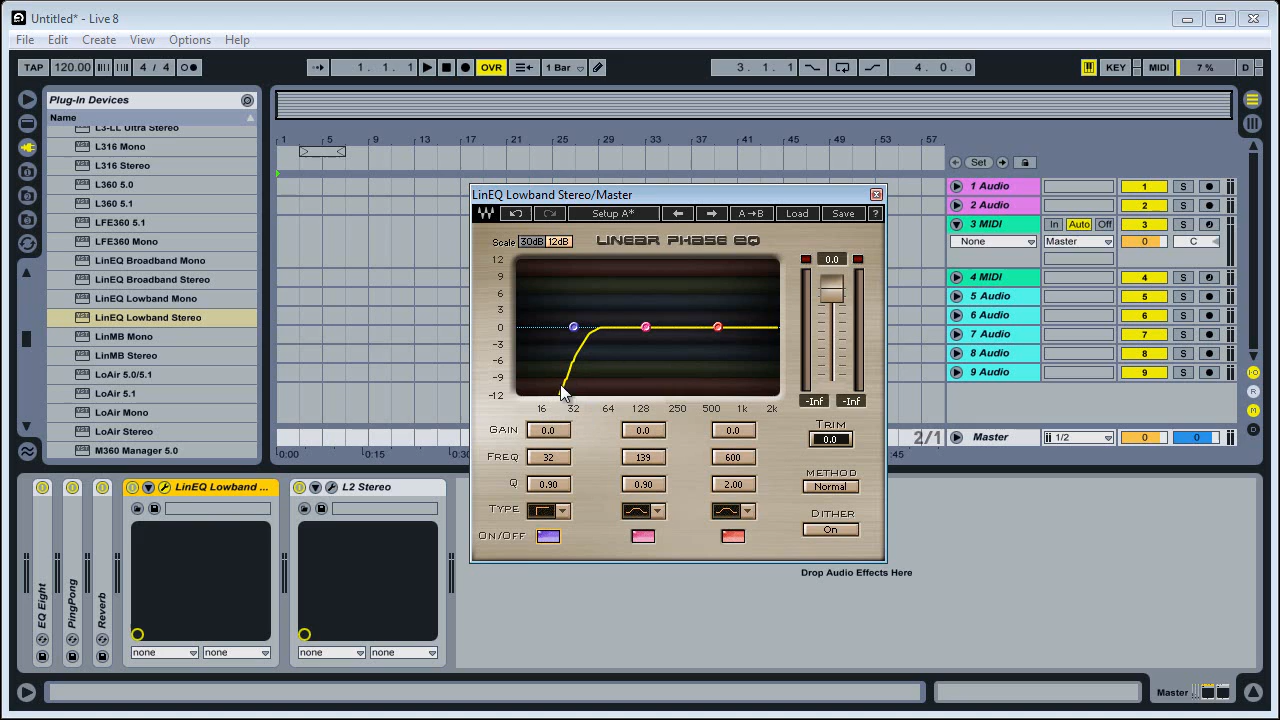 Untitled* - Live 8
File Edit Create View Options Help
TAP 120.00 4 / 4 1. 1. 1 OVR 1 Bar 3. 1. 1 4. 0. 0 KEY MIDI 7 % D
Plug-In Devices
Name
L3-LL Ultra Stereo
L316 Mono
L316 Stereo
L360 5.0
L360 5.1
LFE360 5.1
LFE360 Mono
LinEQ Broadband Mono
LinEQ Broadband Stereo
LinEQ Lowband Mono
LinEQ Lowband Stereo
LinMB Mono
LinMB Stereo
LoAir 5.0/5.1
LoAir 5.1
LoAir Mono
LoAir Stereo
M360 Manager 5.0
1 5 9 13 17 21 25 29 33 37 41 45 49 53 57
Set
1 Audio 1 S
2 Audio 2 S
3 MIDI In Auto Off 3 S
None Master 0 C
4 MIDI 4 S
5 Audio 5 S
6 Audio 6 S
7 Audio 7 S
8 Audio 8 S
9 Audio 9 S
2/1 Master 1/2 0 0
0:00 0:15 0:30 :45
LinEQ Lowband Stereo/Master
Setup A* A→B Load Save ?
Scale 30dB 12dB LINEAR PHASE EQ 0.0
12
9
6
3
0
-3
-6
-9
-12
16 32 64 128 250 500 1k 2k
-Inf -Inf
GAIN 0.0 0.0 0.0
TRIM
0.0
FREQ 32 139 600
Q 0.90 0.90 2.00
METHOD
Normal
TYPE
DITHER
On
ON/OFF
EQ Eight
PingPong
Reverb
LinEQ Lowband ...
none none
L2 Stereo
none none
Drop Audio Effects Here
I-O
R
M
D
Master